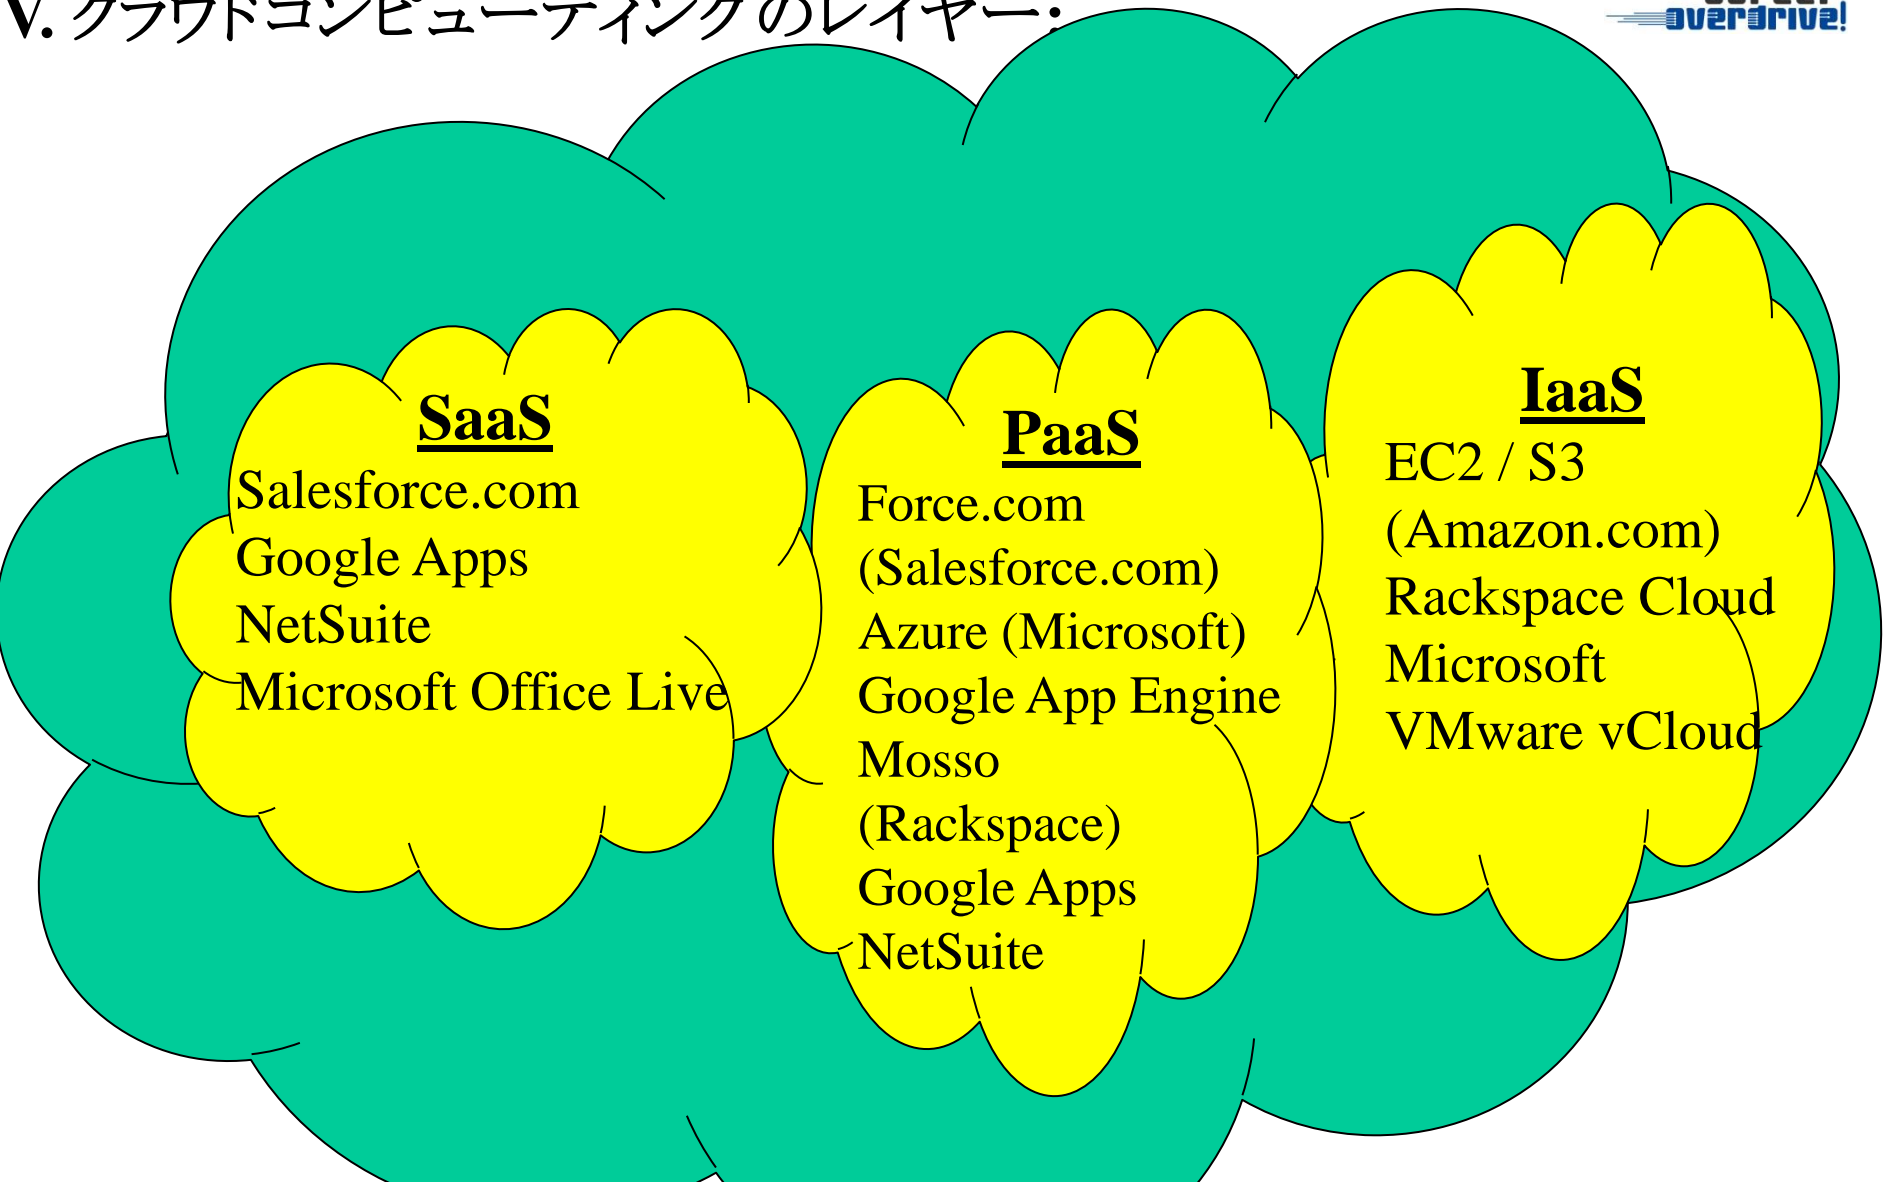 V. クラウドコンピューティングのレイヤー:
overdrive!
SaaS
Salesforce.com
Google Apps
NetSuite
Microsoft Office Live
PaaS
Force.com
(Salesforce.com)
Azure (Microsoft)
Google App Engine
Mosso
(Rackspace)
Google Apps
NetSuite
IaaS
EC2 / S3
(Amazon.com)
Rackspace Cloud
Microsoft
VMware vCloud